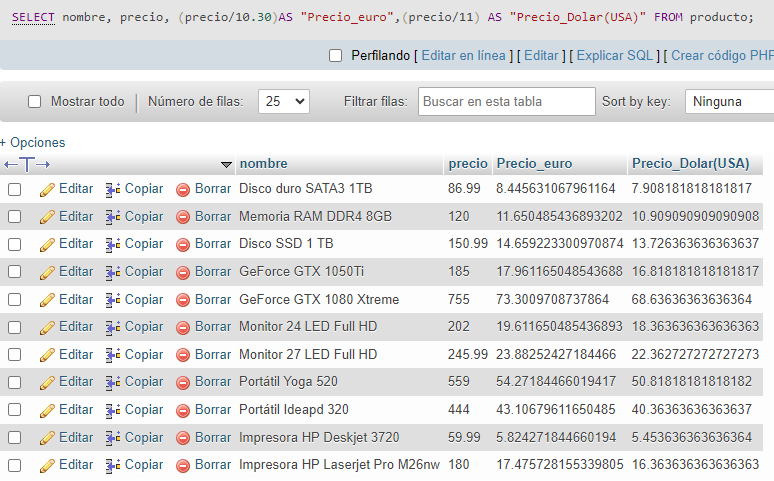 SELECT nombre, precio, (precio/10.30)AS "Precio_euro",(precio/11) AS "Precio_Dolar(USA)" FROM producto;
Perfilando [ Editar en línea ] [ Editar ] [ Explicar SQL ] [ Crear código PHP
Mostrar todo | Número de filas: 25 Filtrar filas: Buscar en esta tabla Sort by key: Ninguna
+ Opciones
←T→ nombre precio Precio_euro Precio_Dolar(USA)
Editar Copiar Borrar Disco duro SATA3 1TB 86.99 8.445631067961164 7.908181818181817
Editar Copiar Borrar Memoria RAM DDR4 8GB 120 11.650485436893202 10.909090909090908
Editar Copiar Borrar Disco SSD 1 TB 150.99 14.659223300970874 13.726363636363637
Editar Copiar Borrar GeForce GTX 1050Ti 185 17.961165048543688 16.818181818181817
Editar Copiar Borrar GeForce GTX 1080 Xtreme 755 73.3009708737864 68.63636363636364
Editar Copiar Borrar Monitor 24 LED Full HD 202 19.611650485436893 18.363636363636363
Editar Copiar Borrar Monitor 27 LED Full HD 245.99 23.88252427184466 22.362727272727273
Editar Copiar Borrar Portátil Yoga 520 559 54.27184466019417 50.81818181818182
Editar Copiar Borrar Portátil Ideapd 320 444 43.10679611650485 40.36363636363637
Editar Copiar Borrar Impresora HP Deskjet 3720 59.99 5.824271844660194 5.453636363636364
Editar Copiar Borrar Impresora HP Laserjet Pro M26nw 180 17.475728155339805 16.363636363636363